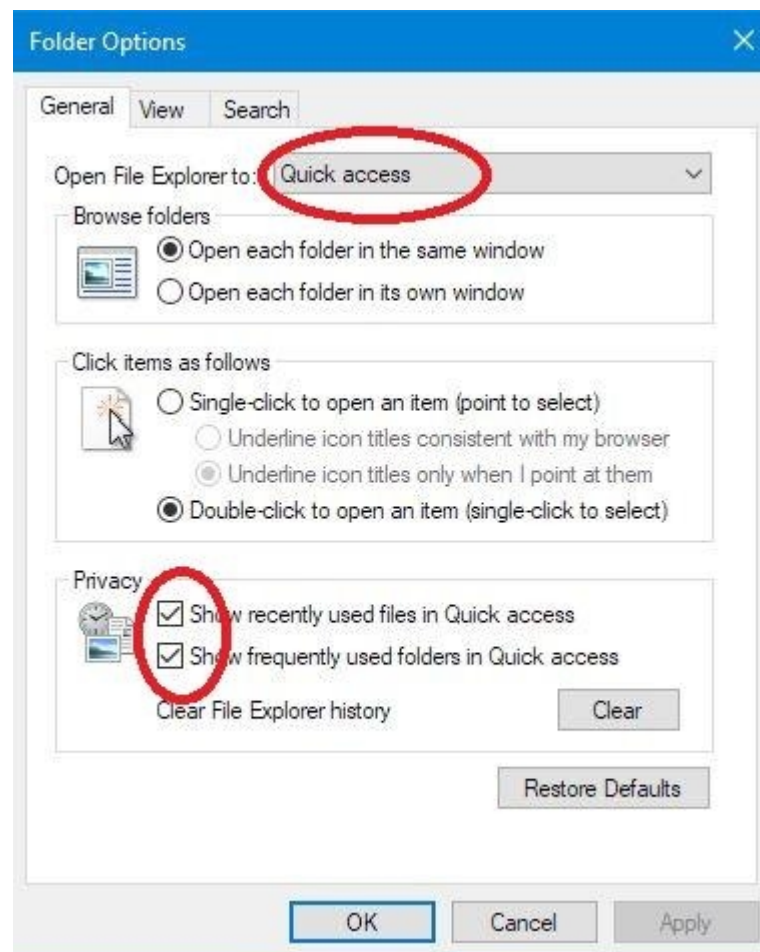 Folder Options
General View Search
Open File Explorer to: Quick access
Browse folders
Open each folder in the same window
Open each folder in its own window
Click items as follows
Single-click to open an item (point to select)
Underline icon titles consistent with my browser
Underline icon titles only when I point at them
Double-click to open an item (single-click to select)
Privacy
Show recently used files in Quick access
Show frequently used folders in Quick access
Clear File Explorer history Clear
Restore Defaults
OK Cancel Apply